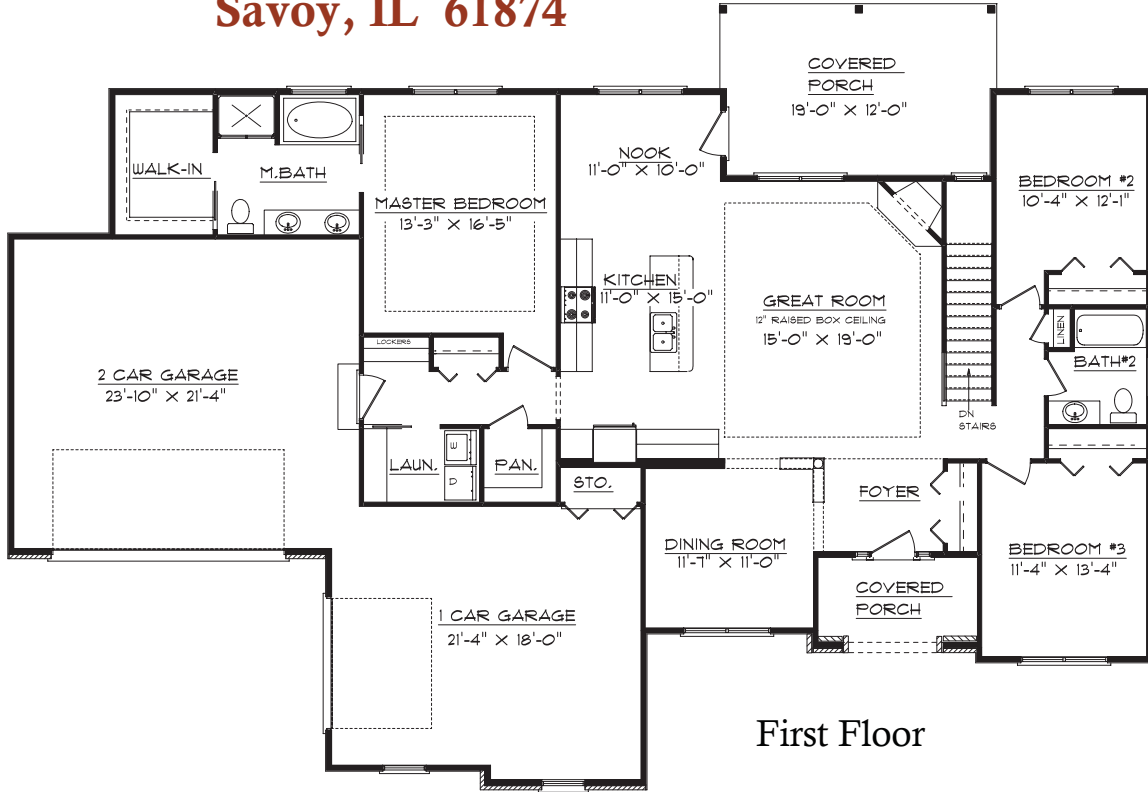 Savoy, IL 61874
COVERED
PORCH
19'-0" X 12'-0"
WALK-IN
M.BATH
MASTER BEDROOM
13'-3" X 16'-5"
NOOK
11'-0" X 10'-0"
BEDROOM #2
10'-4" X 12'-1"
KITCHEN
11'-0" X 15'-0"
GREAT ROOM
12" RAISED BOX CEILING
15'-0" X 19'-0"
LOCKERS
LINEN
BATH#2
2 CAR GARAGE
23'-10" X 21'-4"
DN
STAIRS
W
D
LAUN.
PAN.
STO.
FOYER
DINING ROOM
11'-7" X 11'-0"
BEDROOM #3
11'-4" X 13'-4"
COVERED
PORCH
1 CAR GARAGE
21'-4" X 18'-0"
First Floor